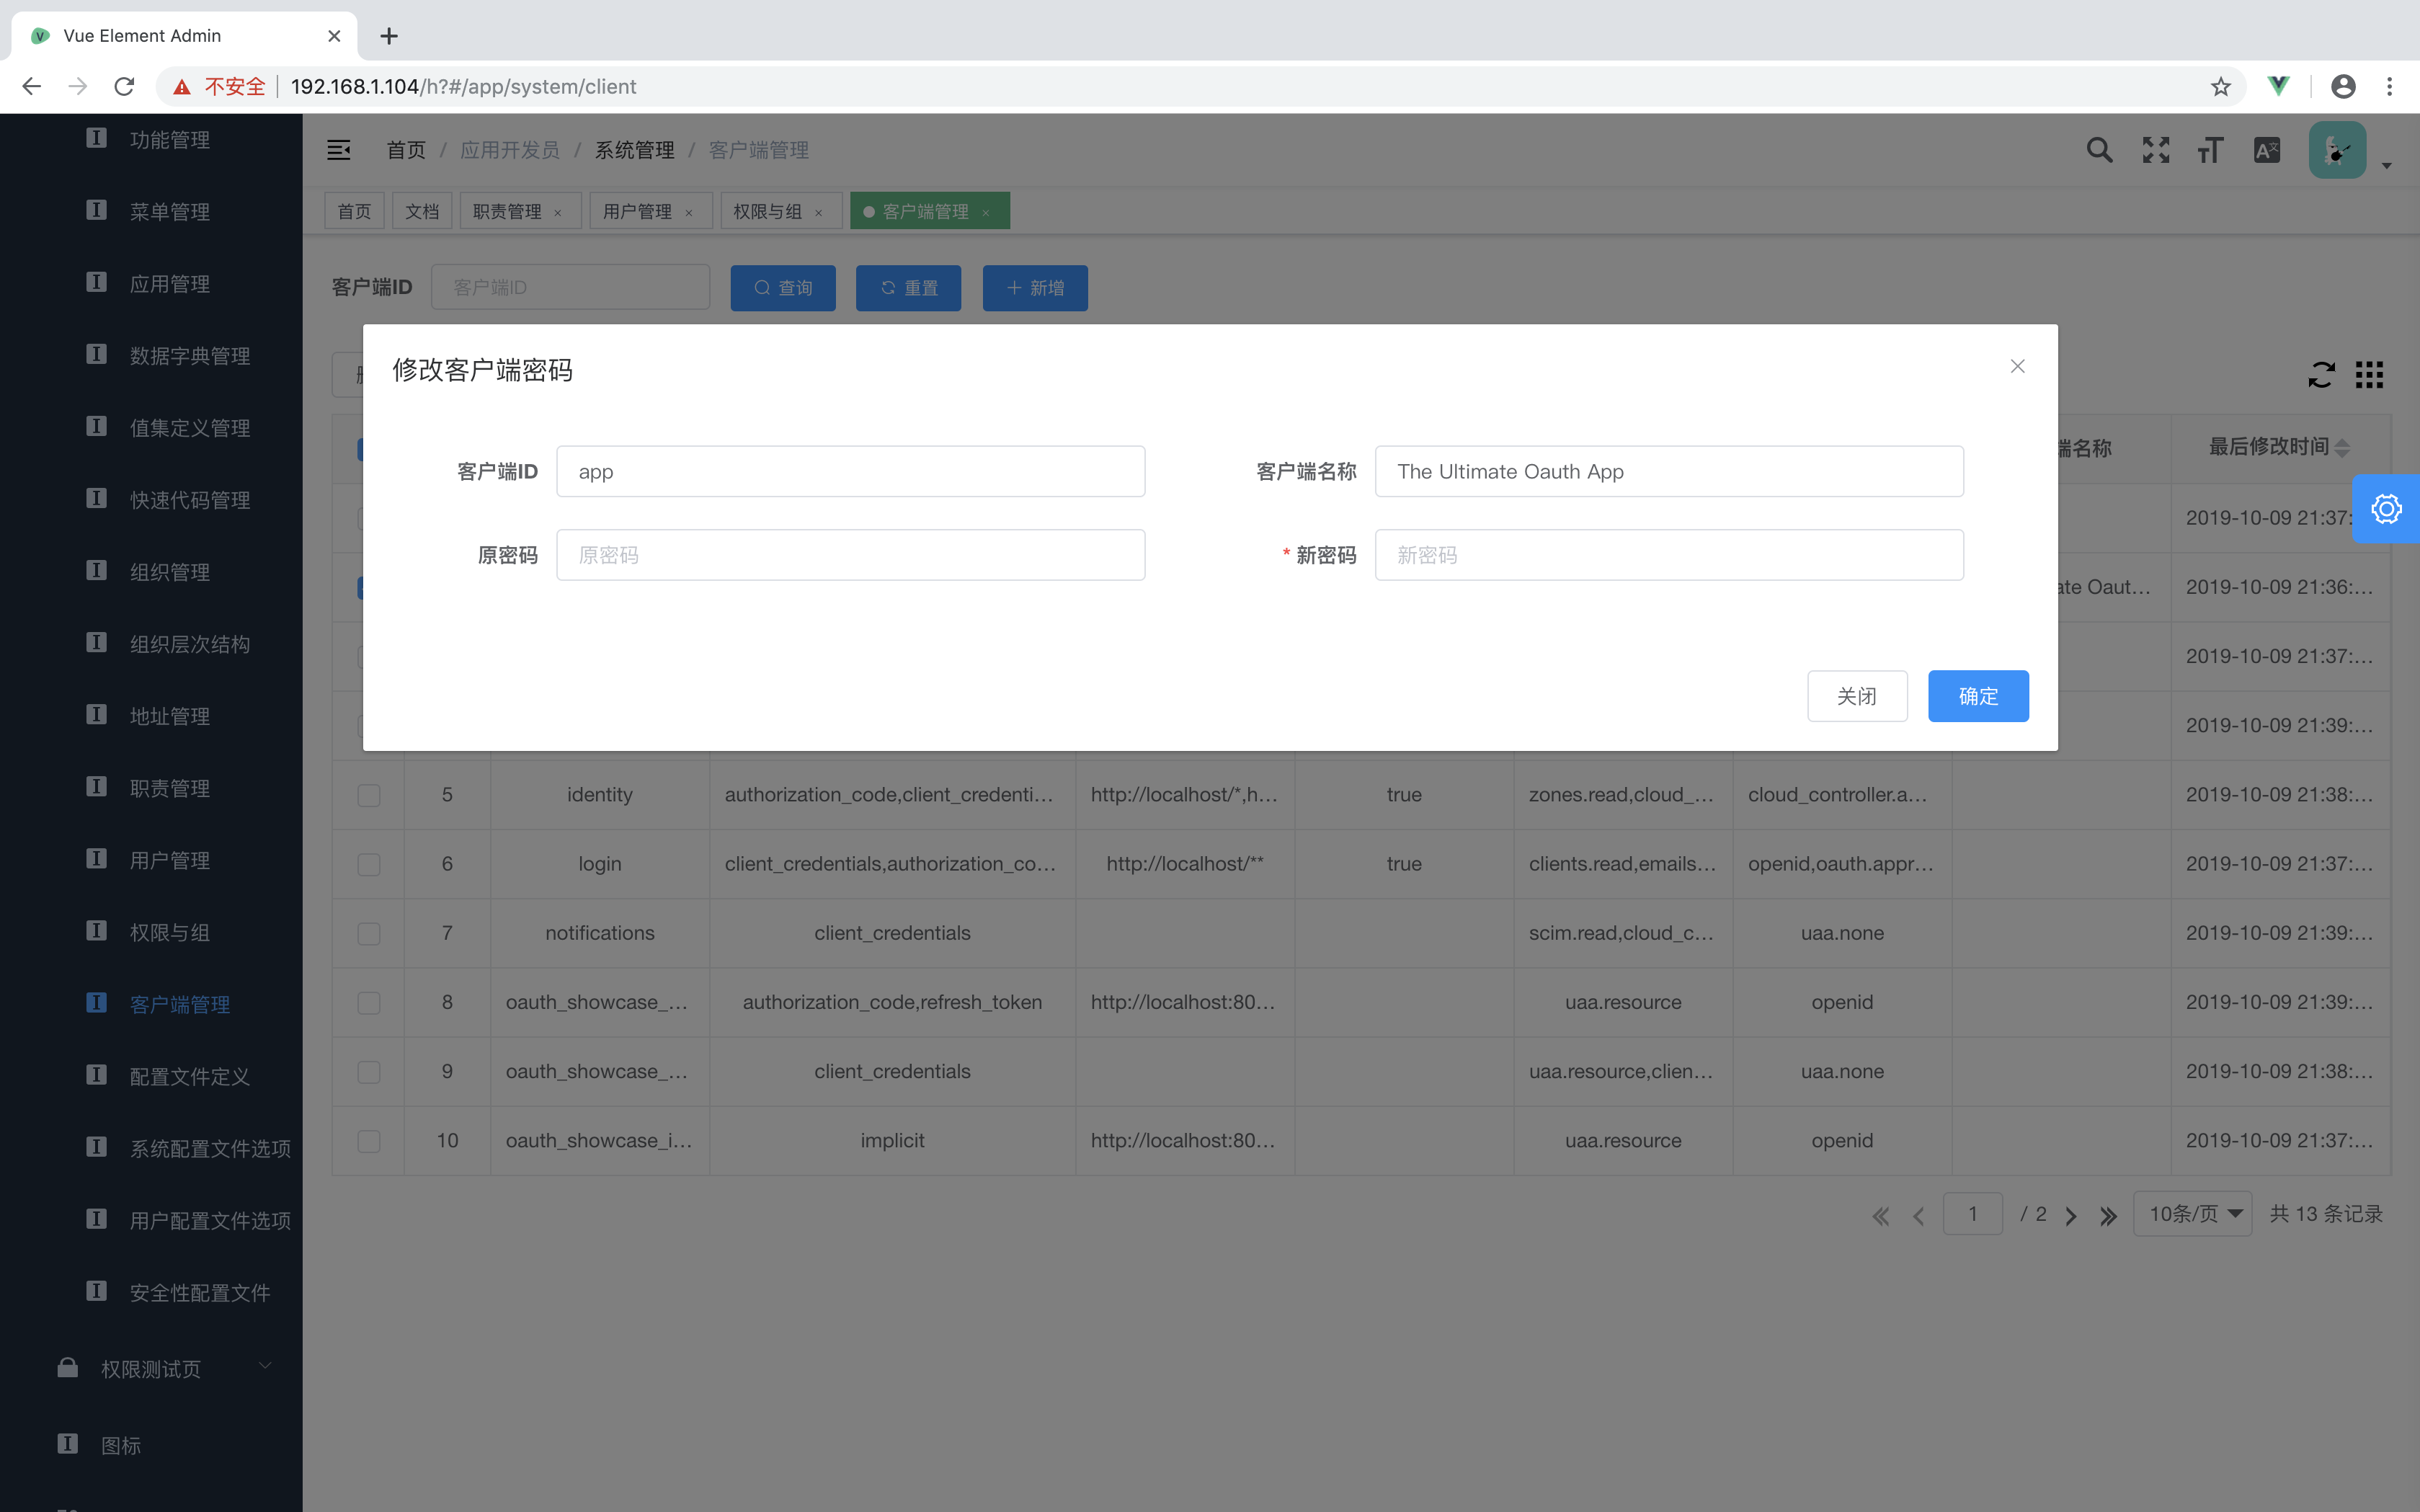 Vue Element Admin
不安全 192.168.1.104/h?#/app/system/client
功能管理
菜单管理
应用管理
数据字典管理
值集定义管理
快速代码管理
组织管理
组织层次结构
地址管理
职责管理
用户管理
权限与组
客户端管理
配置文件定义
系统配置文件选项
用户配置文件选项
安全性配置文件
权限测试页
图标
首页 / 应用开发员 / 系统管理 / 客户端管理
首页 文档 职责管理 × 用户管理 × 权限与组 × 客户端管理 ×
客户端ID 客户端ID 查询 重置 新增
修改客户端密码
客户端ID app 客户端名称 The Ultimate Oauth App
原密码 原密码 * 新密码 新密码
关闭 确定
端名称 最后修改时间
2019-10-09 21:37:
ate Oaut... 2019-10-09 21:36:...
2019-10-09 21:37:...
2019-10-09 21:39:...
5 identity authorization_code,client_credenti... http://localhost/*,h... true zones.read,cloud_... cloud_controller.a... 2019-10-09 21:38:...
6 login client_credentials,authorization_co... http://localhost/** true clients.read,emails... openid,oauth.appr... 2019-10-09 21:37:...
7 notifications client_credentials scim.read,cloud_c... uaa.none 2019-10-09 21:39:...
8 oauth_showcase_... authorization_code,refresh_token http://localhost:80... uaa.resource openid 2019-10-09 21:39:...
9 oauth_showcase_... client_credentials uaa.resource,clien... uaa.none 2019-10-09 21:38:...
10 oauth_showcase_i... implicit http://localhost:80... uaa.resource openid 2019-10-09 21:37:...
1 / 2 10条/页 共 13 条记录